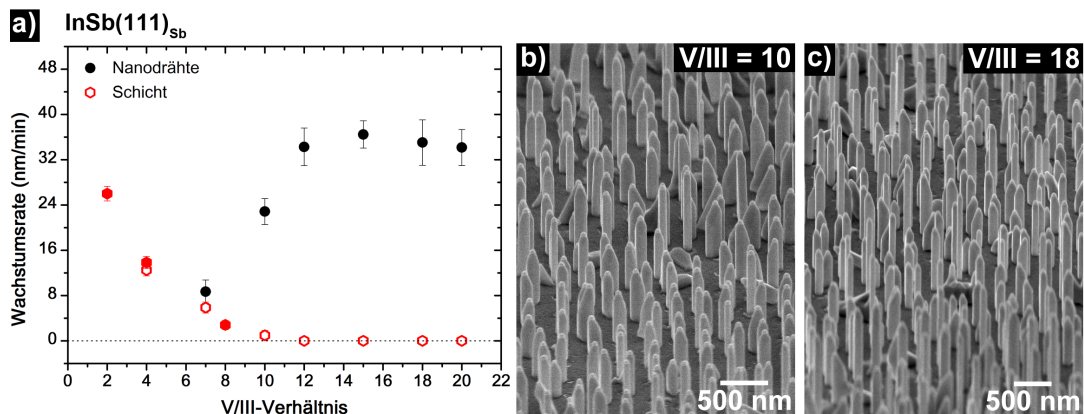 a) InSb(111)Sb
Nanodrähte
Schicht
Wachstumsrate (nm/min)
48
40
32
24
16
8
0
0 2 4 6 8 10 12 14 16 18 20 22
V/III-Verhältnis
b) V/III = 10
500 nm
c) V/III = 18
500 nm